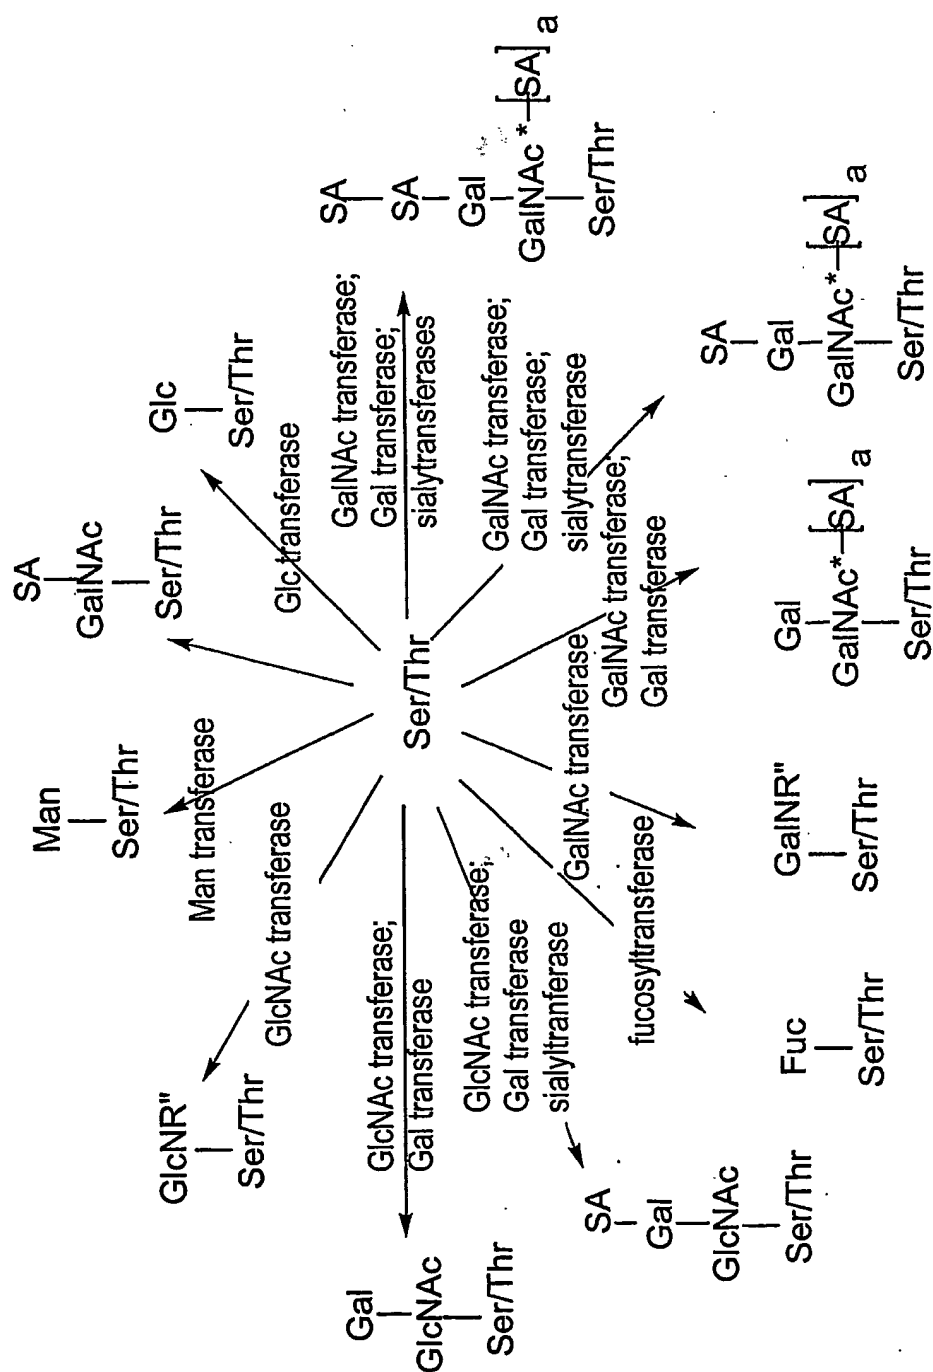 SA
GalNAc
Ser/Thr
Man
Ser/Thr
Glc
Ser/Thr
Man transferase
Glc transferase
GlcNR"
Ser/Thr
GlcNAc transferase
Gal
GlcNAc
Ser/Thr
GlcNAc transferase;
Gal transferase
Ser/Thr
GalNAc transferase;
Gal transferase;
sialytransferases
SA
SA
Gal
GalNAc*[SA]a
Ser/Thr
GlcNAc transferase;
Gal transferase
sialyltranferase
GalNAc transferase;
Gal transferase;
sialytransferase
fucosyltransferase
GalNAc transferase
GalNAc transferase;
Gal transferase
SA
Gal
GlcNAc
Ser/Thr
Fuc
Ser/Thr
GalNR"
Ser/Thr
Gal
GalNAc*[SA]a
Ser/Thr
SA
Gal
GalNAc*[SA]a
Ser/Thr